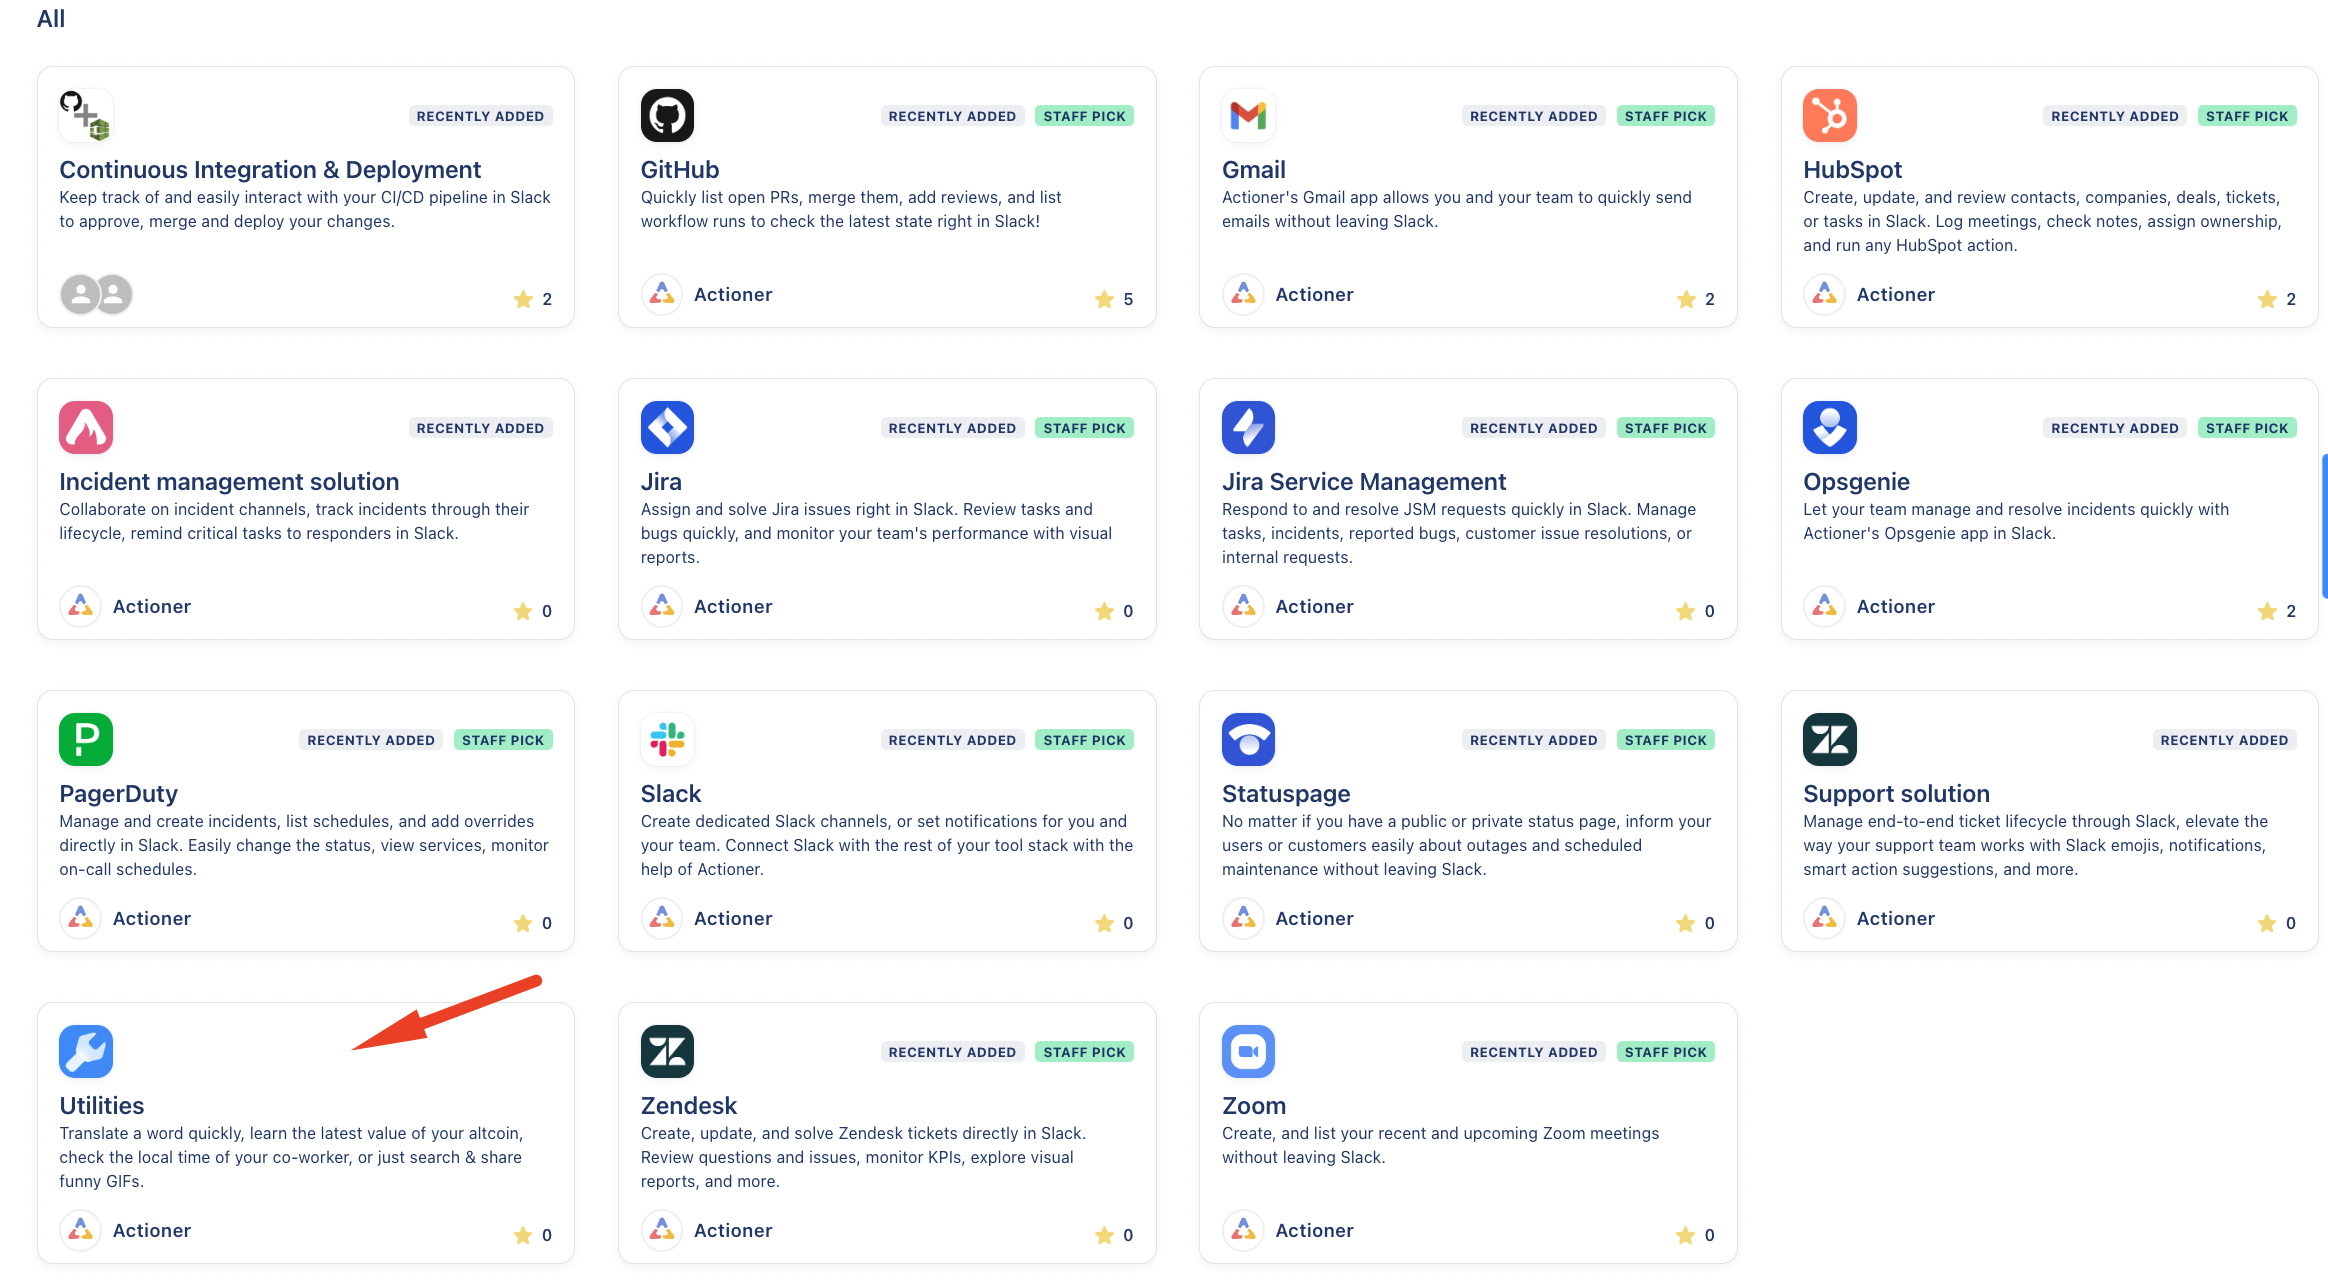 All
RECENTLY ADDED
Continuous Integration & Deployment
Keep track of and easily interact with your CI/CD pipeline in Slack
to approve, merge and deploy your changes.
2
RECENTLY ADDED STAFF PICK
GitHub
Quickly list open PRs, merge them, add reviews, and list
workflow runs to check the latest state right in Slack!
Actioner 5
RECENTLY ADDED STAFF PICK
Gmail
Actioner's Gmail app allows you and your team to quickly send
emails without leaving Slack.
Actioner 2
RECENTLY ADDED STAFF PICK
HubSpot
Create, update, and review contacts, companies, deals, tickets,
or tasks in Slack. Log meetings, check notes, assign ownership,
and run any HubSpot action.
Actioner 2
RECENTLY ADDED
Incident management solution
Collaborate on incident channels, track incidents through their
lifecycle, remind critical tasks to responders in Slack.
Actioner 0
RECENTLY ADDED STAFF PICK
Jira
Assign and solve Jira issues right in Slack. Review tasks and
bugs quickly, and monitor your team's performance with visual
reports.
Actioner 0
RECENTLY ADDED STAFF PICK
Jira Service Management
Respond to and resolve JSM requests quickly in Slack. Manage
tasks, incidents, reported bugs, customer issue resolutions, or
internal requests.
Actioner 0
RECENTLY ADDED STAFF PICK
Opsgenie
Let your team manage and resolve incidents quickly with
Actioner's Opsgenie app in Slack.
Actioner 2
RECENTLY ADDED STAFF PICK
PagerDuty
Manage and create incidents, list schedules, and add overrides
directly in Slack. Easily change the status, view services, monitor
on-call schedules.
Actioner 0
RECENTLY ADDED STAFF PICK
Slack
Create dedicated Slack channels, or set notifications for you and
your team. Connect Slack with the rest of your tool stack with the
help of Actioner.
Actioner 0
RECENTLY ADDED STAFF PICK
Statuspage
No matter if you have a public or private status page, inform your
users or customers easily about outages and scheduled
maintenance without leaving Slack.
Actioner 0
RECENTLY ADDED
Support solution
Manage end-to-end ticket lifecycle through Slack, elevate the
way your support team works with Slack emojis, notifications,
smart action suggestions, and more.
Actioner 0
Utilities
Translate a word quickly, learn the latest value of your altcoin,
check the local time of your co-worker, or just search & share
funny GIFs.
Actioner 0
RECENTLY ADDED STAFF PICK
Zendesk
Create, update, and solve Zendesk tickets directly in Slack.
Review questions and issues, monitor KPIs, explore visual
reports, and more.
Actioner 0
RECENTLY ADDED STAFF PICK
Zoom
Create, and list your recent and upcoming Zoom meetings
without leaving Slack.
Actioner 0